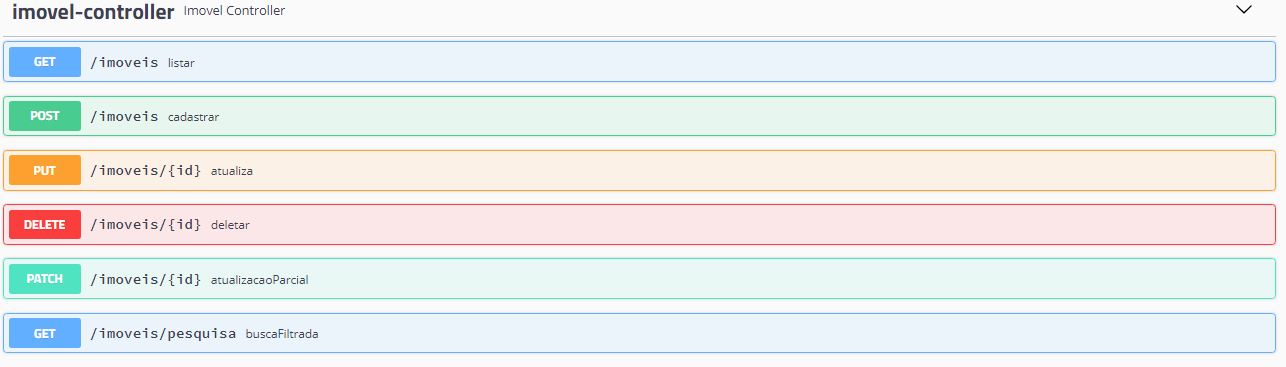 imovel-controller Imovel Controller
GET /imoveis listar
POST /imoveis cadastrar
PUT /imoveis/{id} atualiza
DELETE /imoveis/{id} deletar
PATCH /imoveis/{id} atualizacaoParcial
GET /imoveis/pesquisa buscaFiltrada